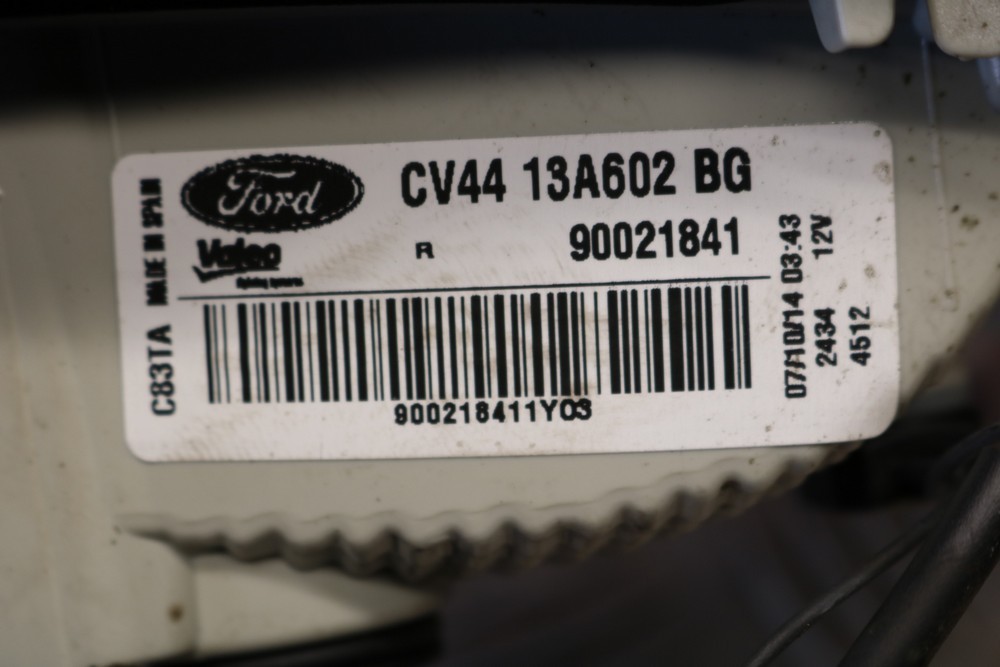 Ford
CV44 13A602 BG
Valeo
R
90021841
MADE IN SPAIN
C83TA
900218411Y03
07/10/14 03:43
2434 12V
4512